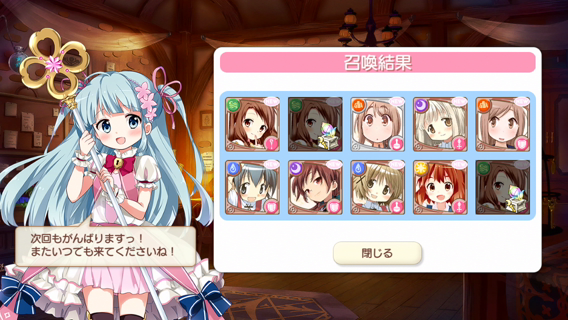 召喚結果
次回もがんばりますっ！
またいつでも来てくださいね！
閉じる